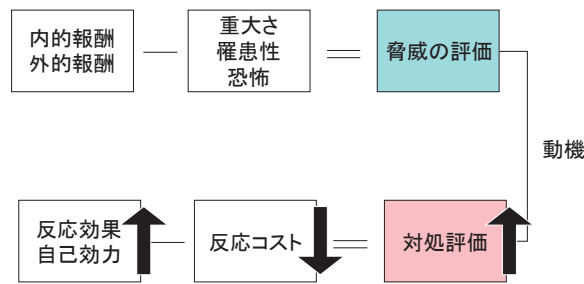 内的報酬
外的報酬
重大さ
罹患性
恐怖
脅威の評価
動機
反応効果
自己効力
反応コスト
対処評価